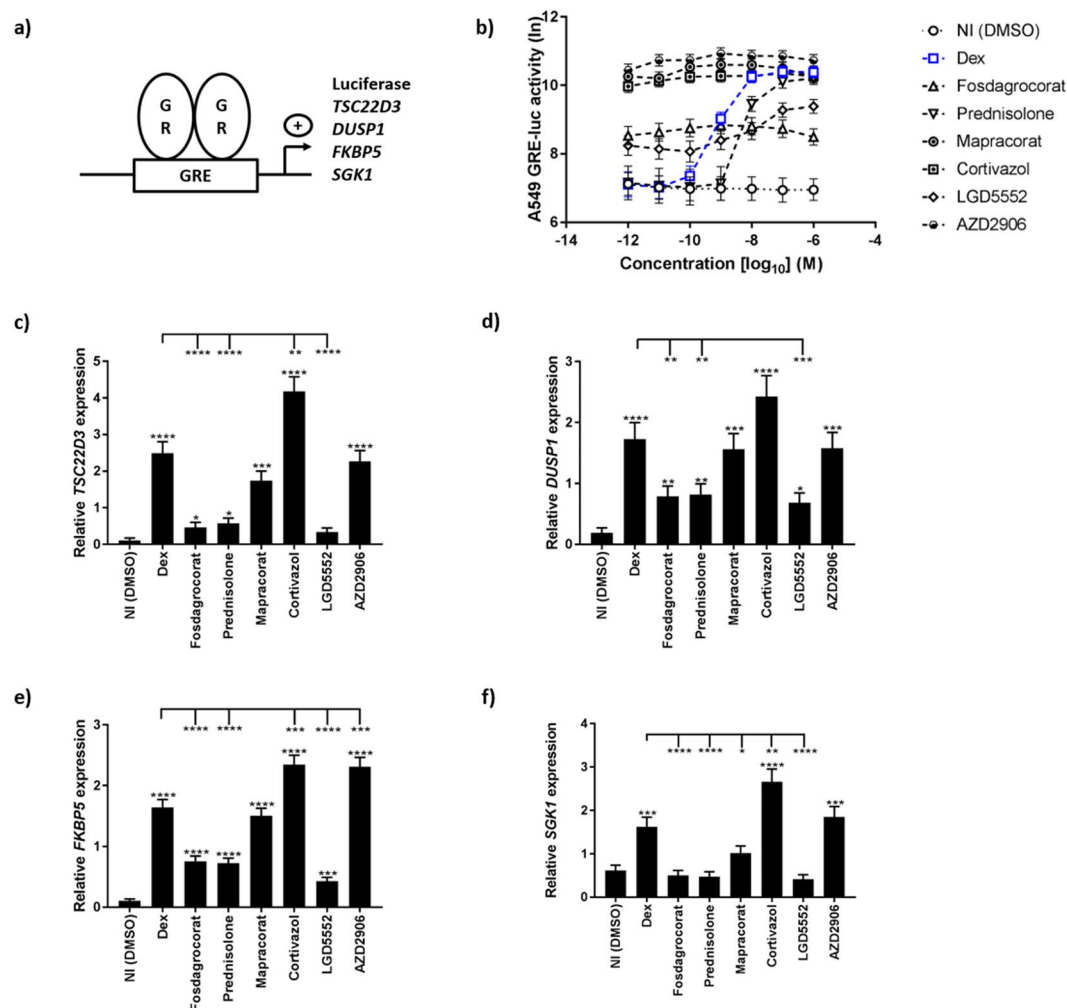 a)
G
R
G
R
GRE
+
Luciferase
TSC22D3
DUSP1
FKBP5
SGK1
b)
A549 GRE-luc activity (ln)
12
10
8
6
-14
-12
-10
-8
-6
-4
Concentration [log10] (M)
NI (DMSO)
Dex
Fosdagrocorat
Prednisolone
Mapracorat
Cortivazol
LGD5552
AZD2906
c)
Relative TSC22D3 expression
5
4
3
2
1
0
**** **** ** ****
**** * * *** **** ****
NI (DMSO)
Dex
Fosdagrocorat
Prednisolone
Mapracorat
Cortivazol
LGD5552
AZD2906
d)
Relative DUSP1 expression
3
2
1
0
** ** ***
**** ** ** *** **** * ***
NI (DMSO)
Dex
Fosdagrocorat
Prednisolone
Mapracorat
Cortivazol
LGD5552
AZD2906
e)
Relative FKBP5 expression
3
2
1
0
**** **** *** **** ***
**** **** **** **** **** *** ****
NI (DMSO)
Dex
Fosdagrocorat
Prednisolone
Mapracorat
Cortivazol
LGD5552
AZD2906
f)
Relative SGK1 expression
4
3
2
1
0
**** **** * ** ****
*** **** ***
NI (DMSO)
Dex
Fosdagrocorat
Prednisolone
Mapracorat
Cortivazol
LGD5552
AZD2906